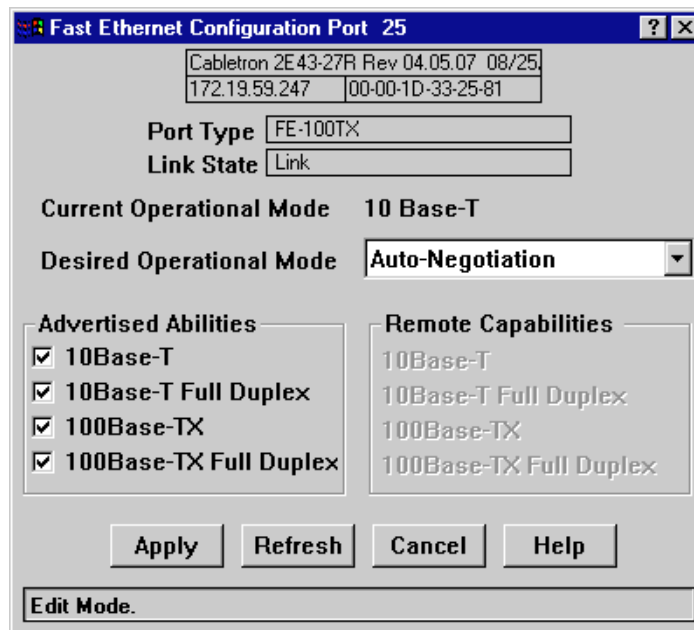 Fast Ethernet Configuration Port 25
Cabletron 2E43-27R Rev 04.05.07 08/25.
172.19.59.247 00-00-1D-33-25-81
Port Type FE-100TX
Link State Link
Current Operational Mode 10 Base-T
Desired Operational Mode Auto-Negotiation
Advertised Abilities
10Base-T
10Base-T Full Duplex
100Base-TX
100Base-TX Full Duplex
Remote Capabilities
10Base-T
10Base-T Full Duplex
100Base-TX
100Base-TX Full Duplex
Apply Refresh Cancel Help
Edit Mode.